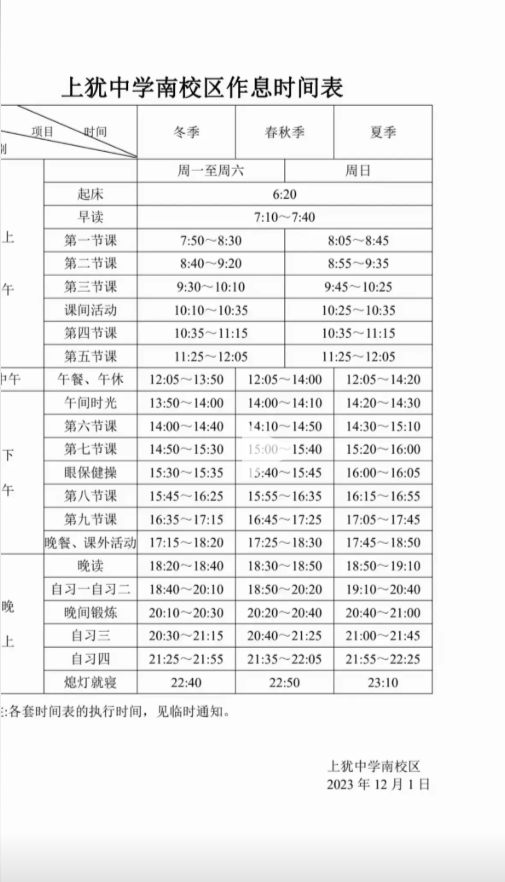 上犹中学南校区作息时间表
项目 时间 冬季 春秋季 夏季
别
周一至周六 周日
起床 6:20
早读 7:10～7:40
上午
第一节课 7:50～8:30 8:05～8:45
第二节课 8:40～9:20 8:55～9:35
第三节课 9:30～10:10 9:45～10:25
课间活动 10:10～10:35 10:25～10:35
第四节课 10:35～11:15 10:35～11:15
第五节课 11:25～12:05 11:25～12:05
中午 午餐、午休 12:05～13:50 12:05～14:00 12:05～14:20
下午
午间时光 13:50～14:00 14:00～14:10 14:20～14:30
第六节课 14:00～14:40 14:10～14:50 14:30～15:10
第七节课 14:50～15:30 15:00～15:40 15:20～16:00
眼保健操 15:30～15:35 15:40～15:45 16:00～16:05
第八节课 15:45～16:25 15:55～16:35 16:15～16:55
第九节课 16:35～17:15 16:45～17:25 17:05～17:45
晚餐、课外活动 17:15～18:20 17:25～18:30 17:45～18:50
晚上
晚读 18:20～18:40 18:30～18:50 18:50～19:10
自习一自习二 18:40～20:10 18:50～20:20 19:10～20:40
晚间锻炼 20:10～20:30 20:20～20:40 20:40～21:00
自习三 20:30～21:15 20:40～21:25 21:00～21:45
自习四 21:25～21:55 21:35～22:05 21:55～22:25
熄灯就寝 22:40 22:50 23:10
注:各套时间表的执行时间，见临时通知。
上犹中学南校区
2023 年 12 月 1 日